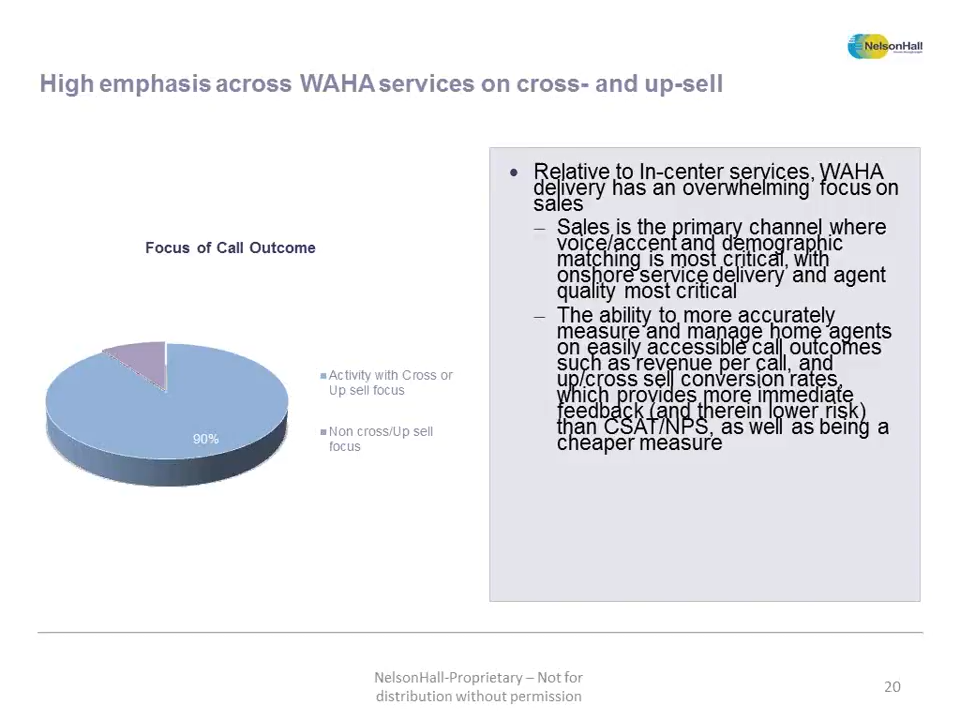 NelsonHall
High emphasis across WAHA services on cross- and up-sell
Focus of Call Outcome
90%
Activity with Cross or
Up sell focus
Non cross/Up sell
focus
• Relative to In-center services, WAHA
delivery has an overwhelming focus on
sales
– Sales is the primary channel where
voice/accent and demographic
matching is most critical, with
onshore service delivery and agent
quality most critical
– The ability to more accurately
measure and manage home agents
on easily accessible call outcomes
such as revenue per call, and
up/cross sell conversion rates,
which provides more immediate
feedback (and therein lower risk)
than CSAT/NPS, as well as being a
cheaper measure
NelsonHall-Proprietary – Not for
distribution without permission
20